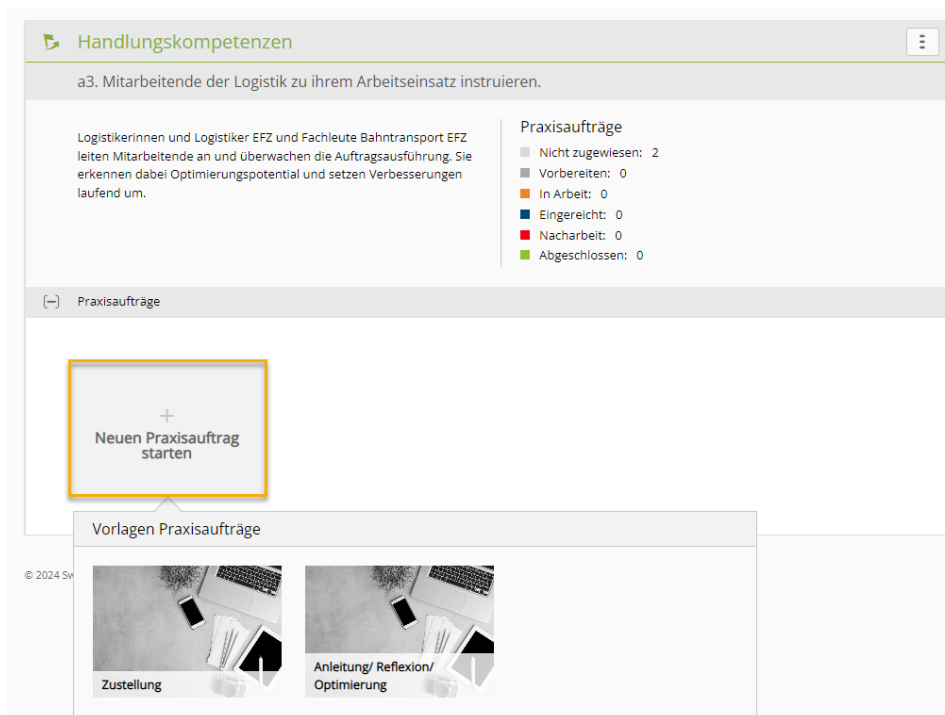 Handlungskompetenzen
a3. Mitarbeitende der Logistik zu ihrem Arbeitseinsatz instruieren.
Logistikerinnen und Logistiker EFZ und Fachleute Bahntransport EFZ
leiten Mitarbeitende an und überwachen die Auftragsausführung. Sie
erkennen dabei Optimierungspotential und setzen Verbesserungen
laufend um.
Praxisaufträge
Nicht zugewiesen: 2
Vorbereiten: 0
In Arbeit: 0
Eingereicht: 0
Nacharbeit: 0
Abgeschlossen: 0
Praxisaufträge
+
Neuen Praxisauftrag
starten
Vorlagen Praxisaufträge
© 2024 Sw
Zustellung
Anleitung/ Reflexion/
Optimierung